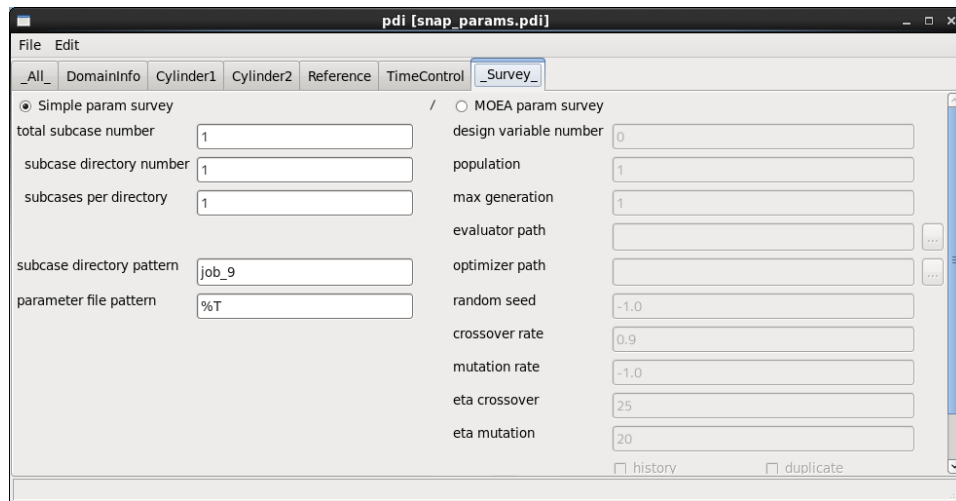 pdi [snap_params.pdi]
File Edit
_All_ DomainInfo Cylinder1 Cylinder2 Reference TimeControl _Survey_
Simple param survey / MOEA param survey
total subcase number 1 design variable number 0
subcase directory number 1 population 1
subcases per directory 1 max generation 1
evaluator path ...
subcase directory pattern job_9 optimizer path ...
parameter file pattern %T random seed -1.0
crossover rate 0.9
mutation rate -1.0
eta crossover 25
eta mutation 20
history duplicate